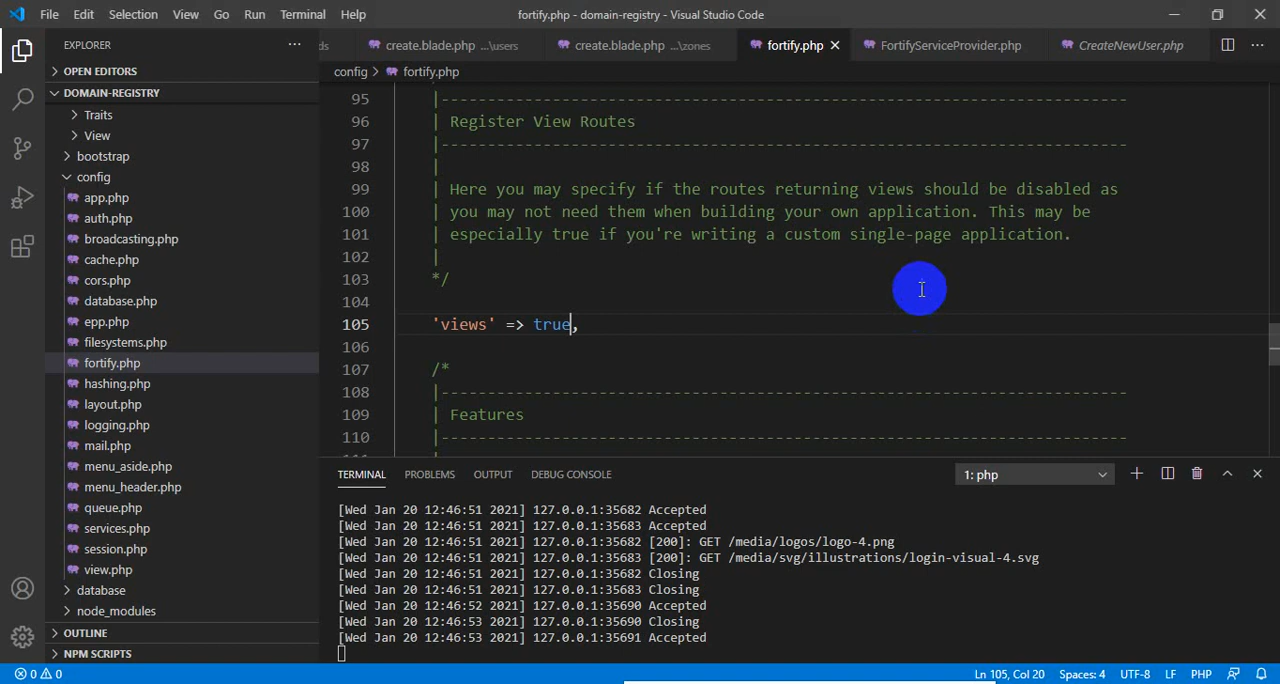 File Edit Selection View Go Run Terminal Help fortify.php - domain-registry - Visual Studio Code
EXPLORER
OPEN EDITORS
DOMAIN-REGISTRY
Traits
View
bootstrap
config
app.php
auth.php
broadcasting.php
cache.php
cors.php
database.php
epp.php
filesystems.php
fortify.php
hashing.php
layout.php
logging.php
mail.php
menu_aside.php
menu_header.php
queue.php
services.php
session.php
view.php
database
node_modules
OUTLINE
NPM SCRIPTS
ds create.blade.php ...\users create.blade.php ...\zones fortify.php FortifyServiceProvider.php CreateNewUser.php
config > fortify.php
95 |--------------------------------------------------------------------------
96 | Register View Routes
97 |--------------------------------------------------------------------------
98 |
99 | Here you may specify if the routes returning views should be disabled as
100 | you may not need them when building your own application. This may be
101 | especially true if you're writing a custom single-page application.
102 |
103 */
104
105 'views' => true,
106
107 /*
108 |--------------------------------------------------------------------------
109 | Features
110 |--------------------------------------------------------------------------
TERMINAL PROBLEMS OUTPUT DEBUG CONSOLE 1: php
[Wed Jan 20 12:46:51 2021] 127.0.0.1:35682 Accepted
[Wed Jan 20 12:46:51 2021] 127.0.0.1:35683 Accepted
[Wed Jan 20 12:46:51 2021] 127.0.0.1:35682 [200]: GET /media/logos/logo-4.png
[Wed Jan 20 12:46:51 2021] 127.0.0.1:35683 [200]: GET /media/svg/illustrations/login-visual-4.svg
[Wed Jan 20 12:46:51 2021] 127.0.0.1:35682 Closing
[Wed Jan 20 12:46:51 2021] 127.0.0.1:35683 Closing
[Wed Jan 20 12:46:52 2021] 127.0.0.1:35690 Accepted
[Wed Jan 20 12:46:53 2021] 127.0.0.1:35690 Closing
[Wed Jan 20 12:46:53 2021] 127.0.0.1:35691 Accepted
0 0 Ln 105, Col 20 Spaces: 4 UTF-8 LF PHP